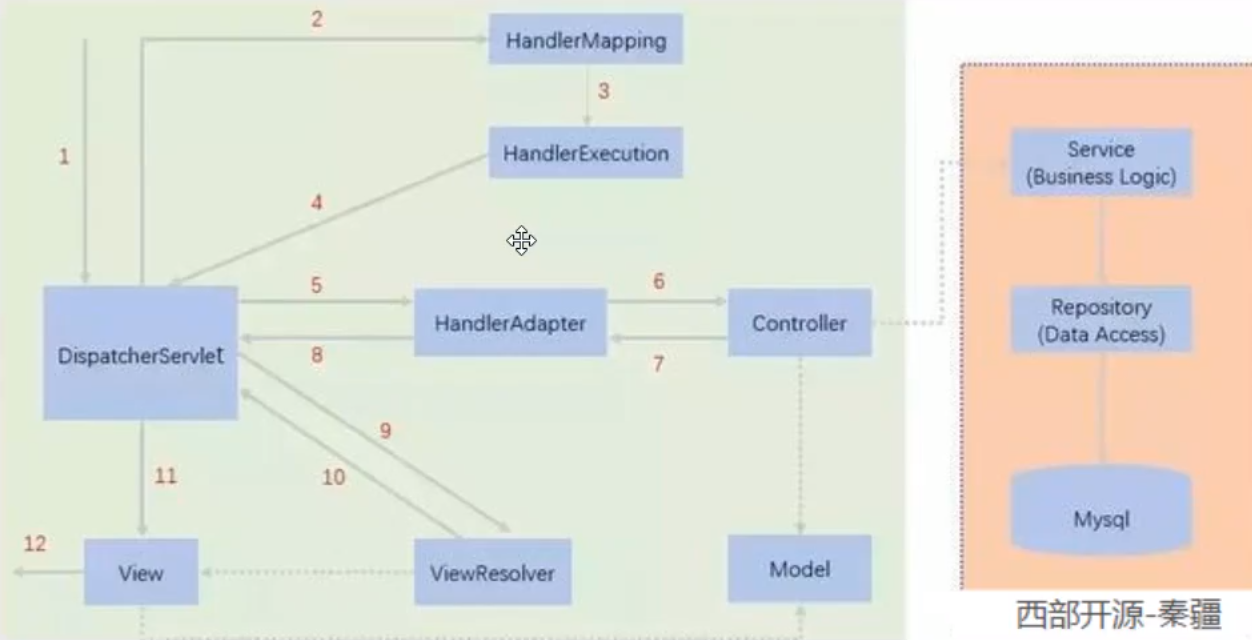 2
HandlerMapping
3
HandlerExecution
1
4
Service
(Business Logic)
5
6
HandlerAdapter
Controller
Repository
(Data Access)
DispatcherServlet
8
7
9
10
11
Mysql
12
View
ViewResolver
Model
西部开源-秦疆